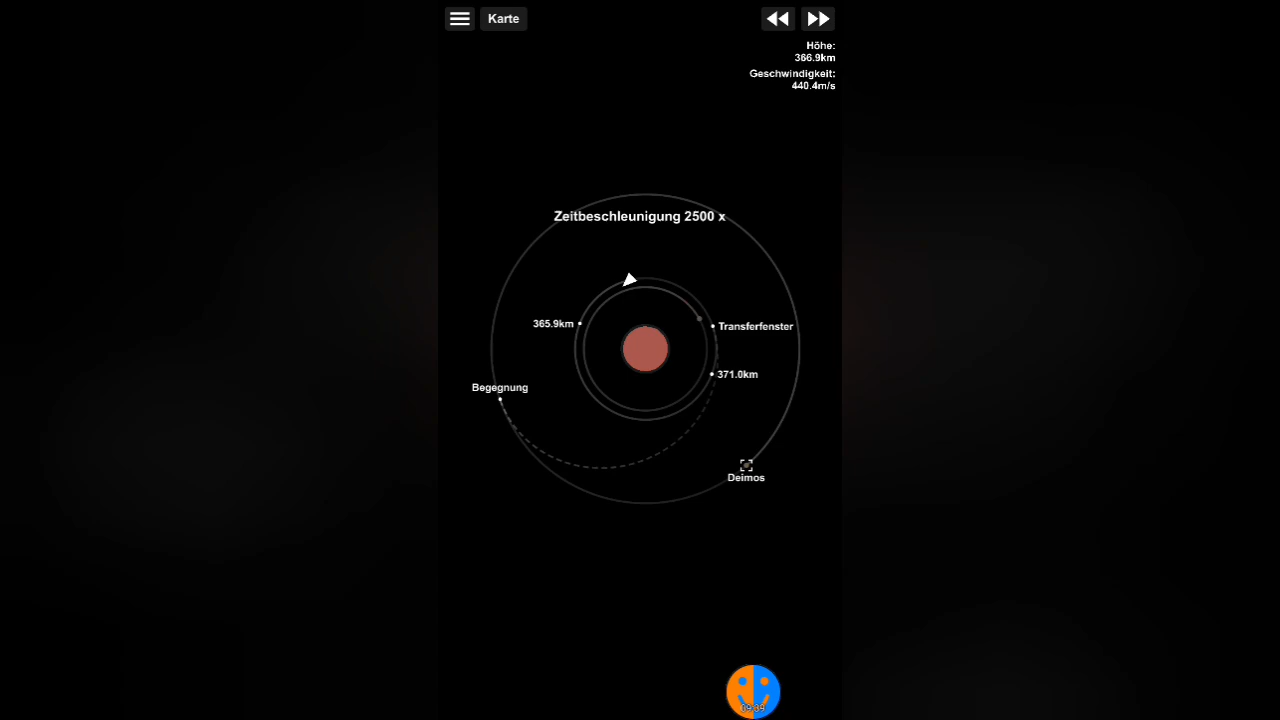 Karte
Höhe:
366.9km
Geschwindigkeit:
440.4m/s
Zeitbeschleunigung 2500 x
365.9km
Transferfenster
371.0km
Begegnung
Deimos